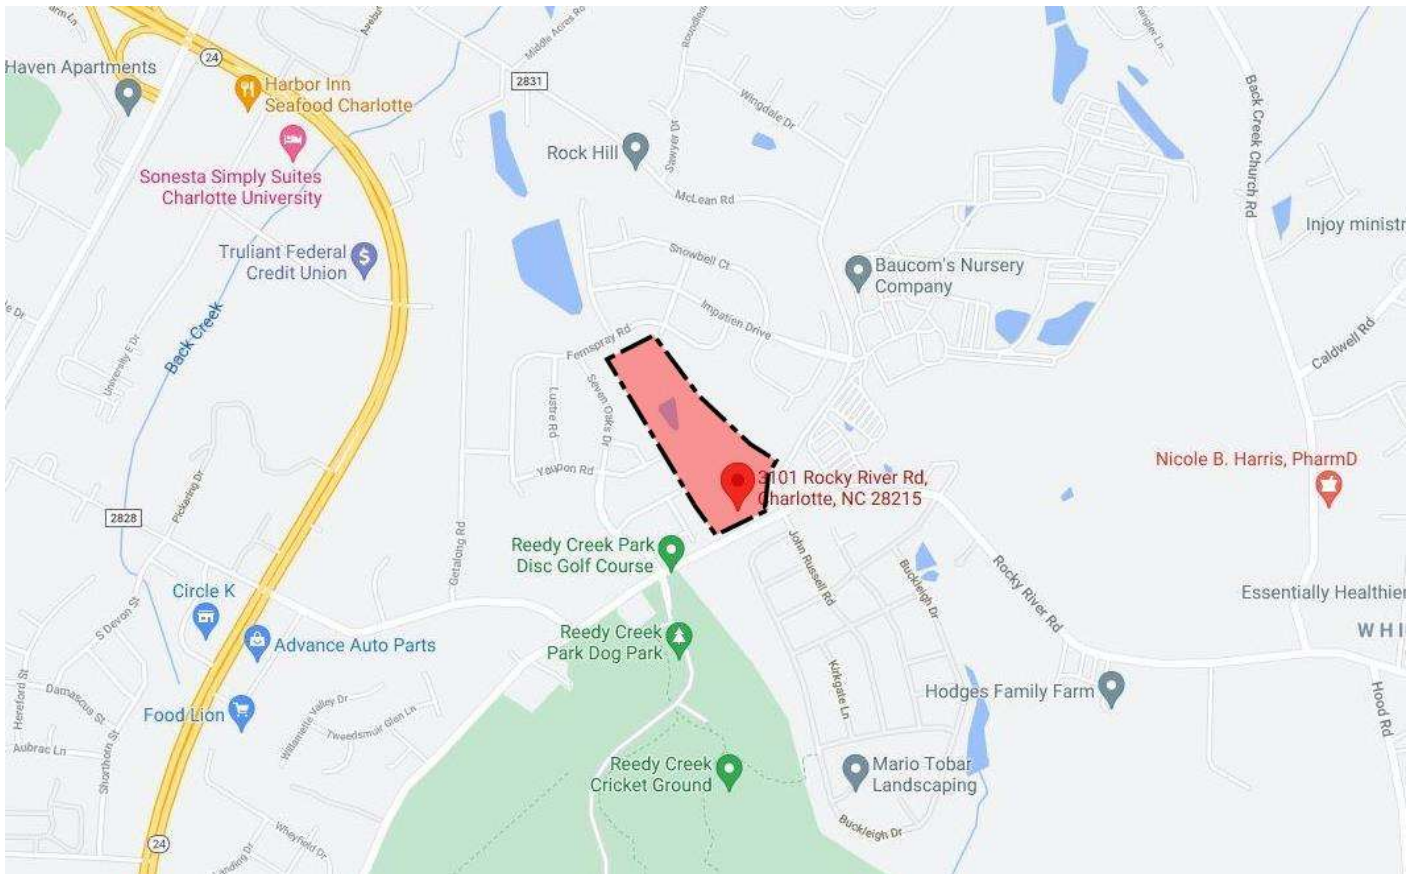 Middle Acres Rd
24
Haven Apartments
Harbor Inn
Seafood Charlotte
2831
Wingdale Dr
Back Creek Church Rd
Sawyer Dr
Rock Hill
Sonesta Simply Suites
Charlotte University
McLean Rd
Injoy ministr
Truliant Federal
Credit Union
Snowbell Ct
Baucom's Nursery
Company
Impatien Drive
Back Creek
University E Dr
Fernspray Rd
Caldwell Rd
Lustre Rd
Seven Oaks Dr
Yaupon Rd
3101 Rocky River Rd,
Charlotte, NC 28215
Nicole B. Harris, PharmD
Pickering Dr
2828
Getalong Rd
Reedy Creek Park
Disc Golf Course
John Russell Rd
Buckleigh Dr
Rocky River Rd
Circle K
Essentially Healthier
S Devon St
Advance Auto Parts
Reedy Creek
Park Dog Park
WHI
Kirkgate Ln
Hereford St
Damascus St
Hodges Family Farm
Hood Rd
Food Lion
Willamette Valley Dr
Tweedsmuir Glen Ln
Aubrac Ln
Shorthorn St
Reedy Creek
Cricket Ground
Mario Tobar
Landscaping
Buckleigh Dr
24
Wheyfield Dr